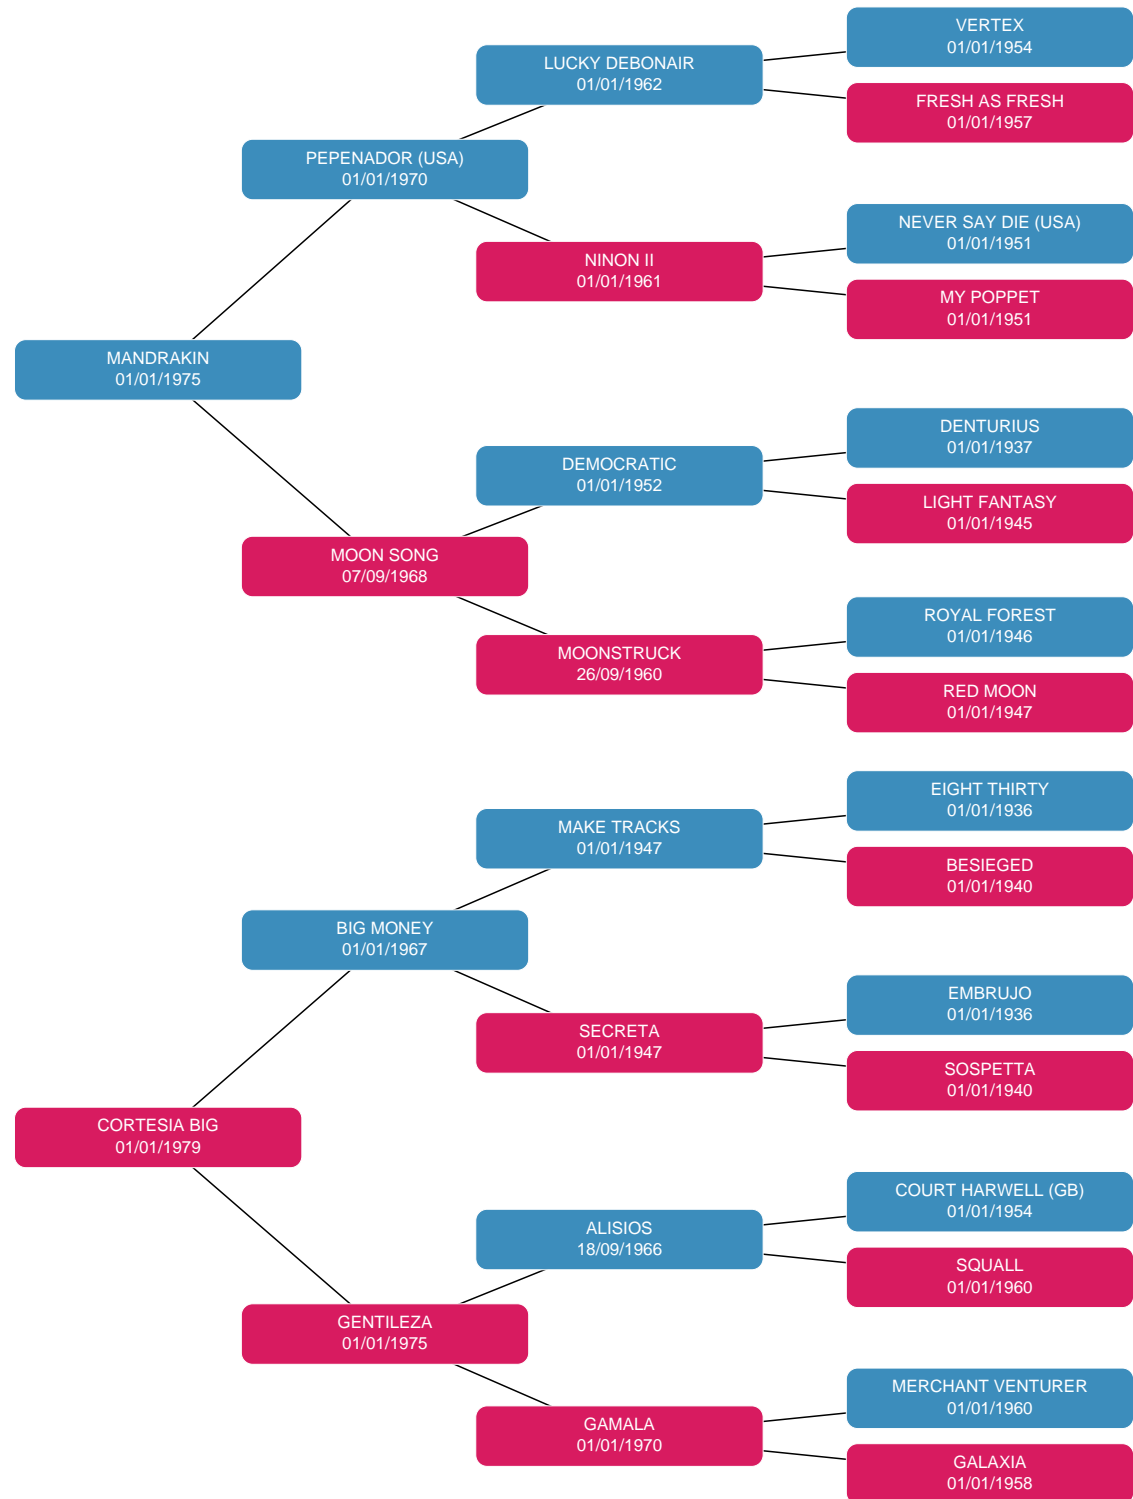 VERTEX
01/01/1954
LUCKY DEBONAIR
01/01/1962
FRESH AS FRESH
01/01/1957
PEPENADOR (USA)
01/01/1970
NEVER SAY DIE (USA)
01/01/1951
NINON II
01/01/1961
MY POPPET
01/01/1951
MANDRAKIN
01/01/1975
DENTURIUS
01/01/1937
DEMOCRATIC
01/01/1952
LIGHT FANTASY
01/01/1945
MOON SONG
07/09/1968
ROYAL FOREST
01/01/1946
MOONSTRUCK
26/09/1960
RED MOON
01/01/1947
EIGHT THIRTY
01/01/1936
MAKE TRACKS
01/01/1947
BESIEGED
01/01/1940
BIG MONEY
01/01/1967
EMBRUJO
01/01/1936
SECRETA
01/01/1947
SOSPETTA
01/01/1940
CORTESIA BIG
01/01/1979
COURT HARWELL (GB)
01/01/1954
ALISIOS
18/09/1966
SQUALL
01/01/1960
GENTILEZA
01/01/1975
MERCHANT VENTURER
01/01/1960
GAMALA
01/01/1970
GALAXIA
01/01/1958